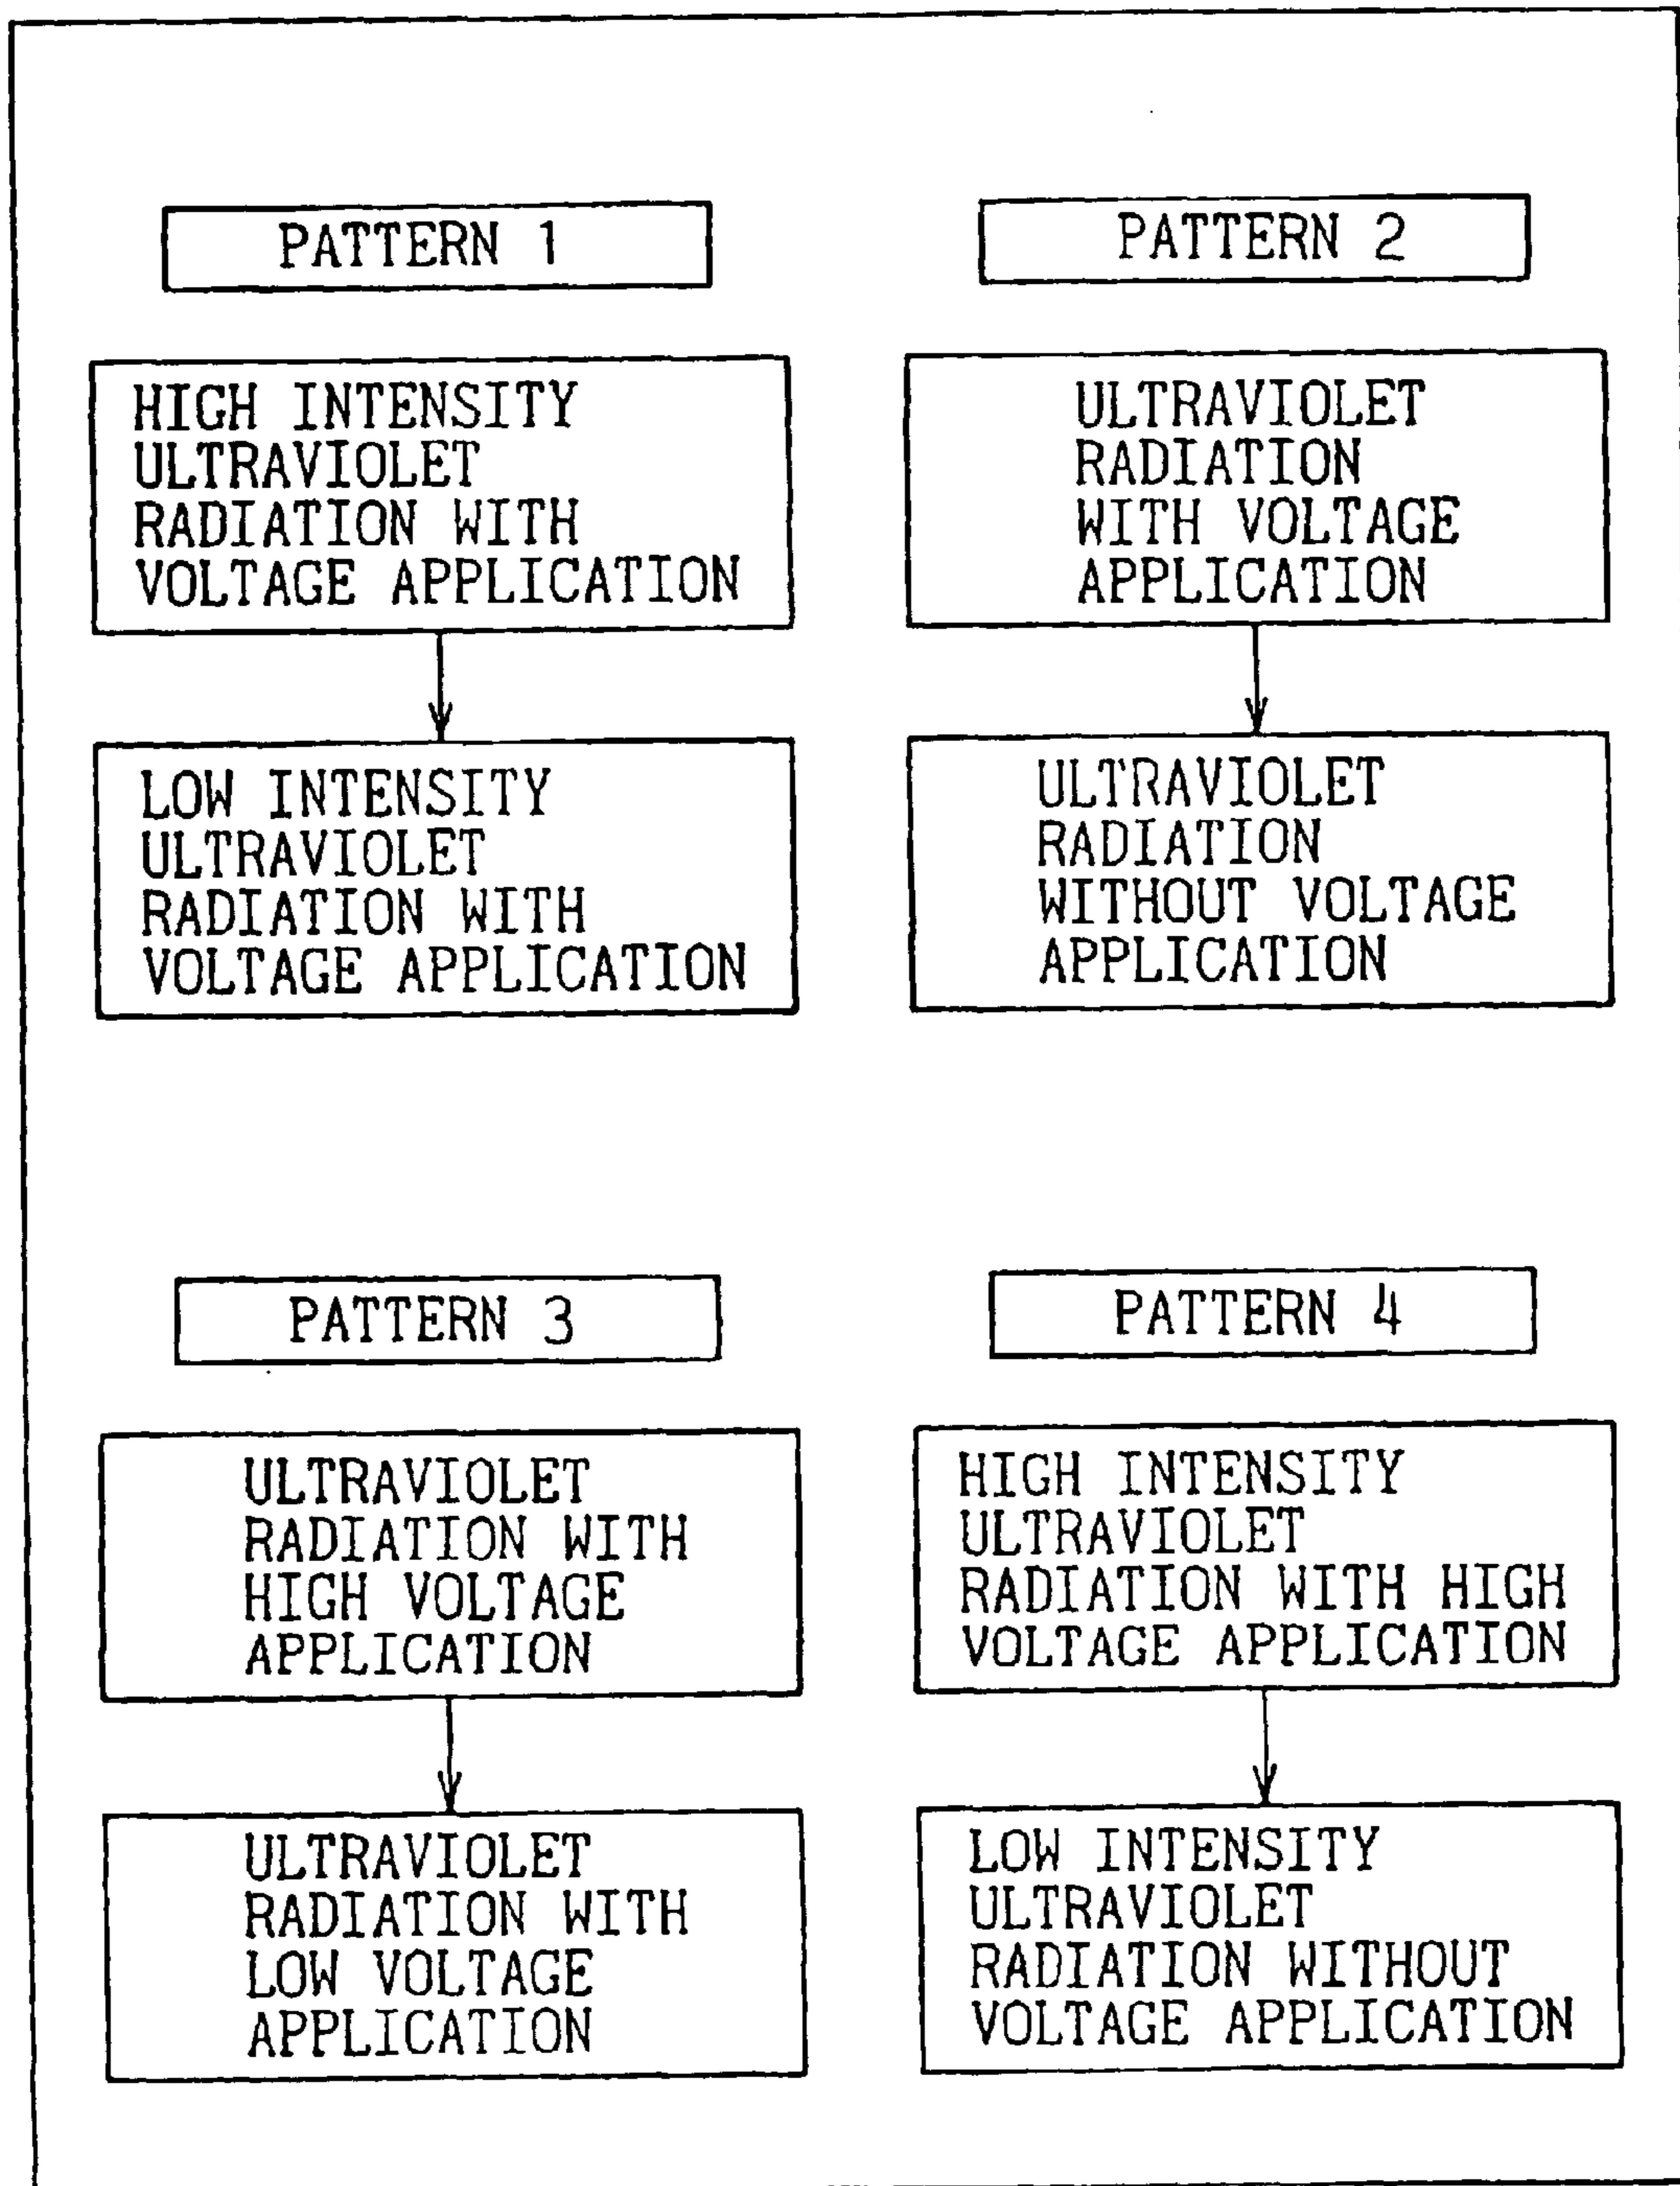 PATTERN 1
HIGH INTENSITY
ULTRAVIOLET
RADIATION WITH
VOLTAGE APPLICATION
LOW INTENSITY
ULTRAVIOLET
RADIATION WITH
VOLTAGE APPLICATION
PATTERN 2
ULTRAVIOLET
RADIATION
WITH VOLTAGE
APPLICATION
ULTRAVIOLET
RADIATION
WITHOUT VOLTAGE
APPLICATION
PATTERN 3
ULTRAVIOLET
RADIATION WITH
HIGH VOLTAGE
APPLICATION
ULTRAVIOLET
RADIATION WITH
LOW VOLTAGE
APPLICATION
PATTERN 4
HIGH INTENSITY
ULTRAVIOLET
RADIATION WITH HIGH
VOLTAGE APPLICATION
LOW INTENSITY
ULTRAVIOLET
RADIATION WITHOUT
VOLTAGE APPLICATION